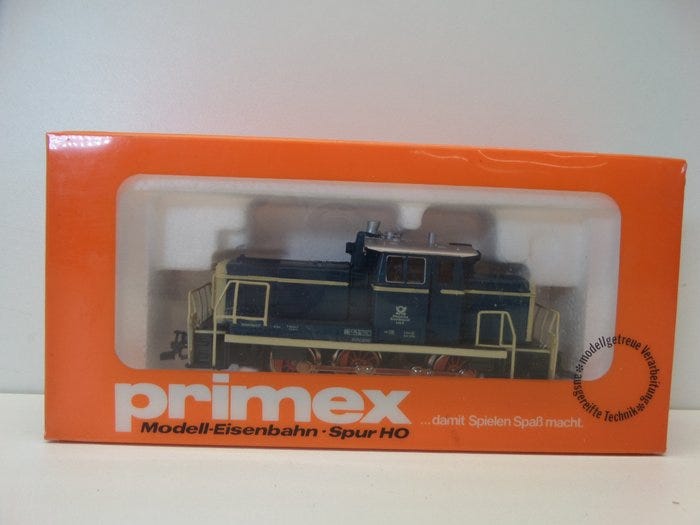 primex
Modell-Eisenbahn · Spur HO
...damit Spielen Spaß macht.
* modellgetreue Verarbeitung * ausgereifte Technik